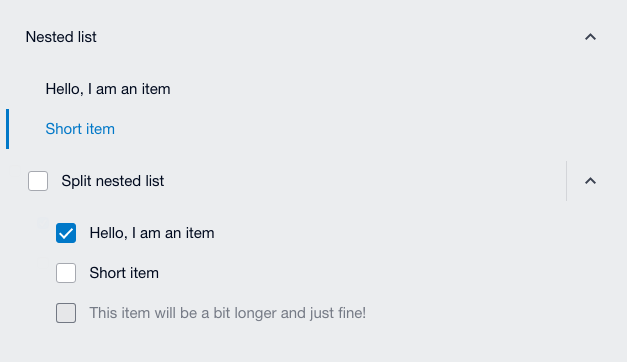 Nested list
Hello, I am an item
Short item
Split nested list
Hello, I am an item
Short item
This item will be a bit longer and just fine!